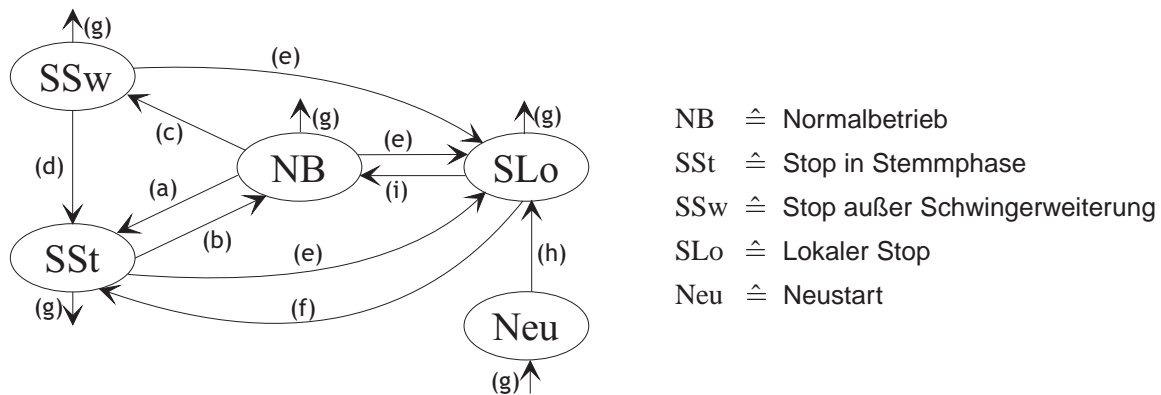 (g)
SSw
(e)
(g)
(g)
(c)
(e)
NB
SLo
(d)
(a)
(i)
(b)
SSt
(e)
(h)
(g)
(f)
Neu
(g)
NB ≙ Normalbetrieb
SSt ≙ Stop in Stemmphase
SSw ≙ Stop außer Schwingerweiterung
SLo ≙ Lokaler Stop
Neu ≙ Neustart